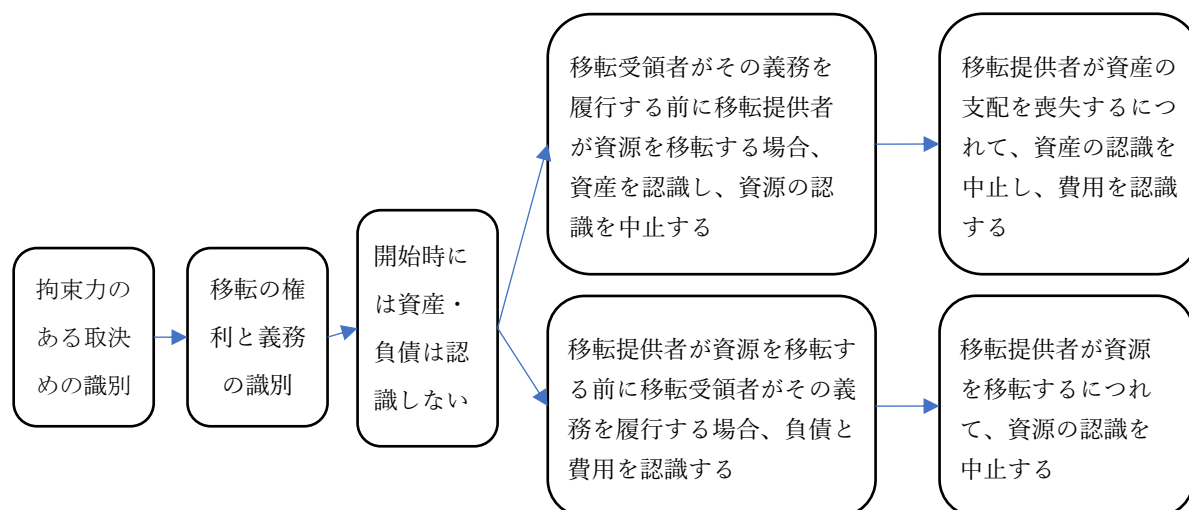 拘束力の
ある取決
めの識別
移転の権
利と義務
の識別
開始時に
は資産・
負債は認
識しない
移転受領者がその義務を
履行する前に移転提供者
が資源を移転する場合、
資産を認識し、資源の認
識を中止する
移転提供者が資産の
支配を喪失するにつ
れて、資産の認識を
中止し、費用を認識
する
移転提供者が資源を移転す
る前に移転受領者がその義
務を履行する場合、負債と
費用を認識する
移転提供者が資源
を移転するにつれ
て、資源の認識を
中止する